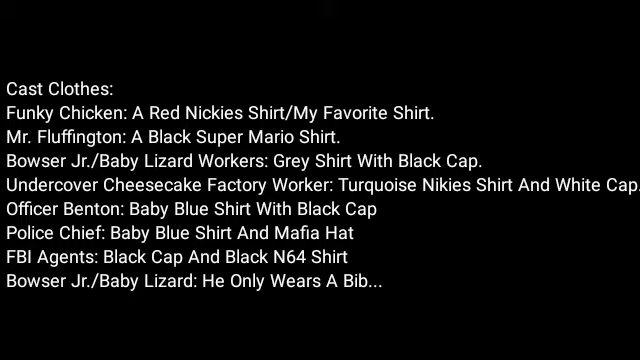 Cast Clothes:
Funky Chicken: A Red Nickies Shirt/My Favorite Shirt.
Mr. Fluffington: A Black Super Mario Shirt.
Bowser Jr./Baby Lizard Workers: Grey Shirt With Black Cap.
Undercover Cheesecake Factory Worker: Turquoise Nikies Shirt And White Cap.
Officer Benton: Baby Blue Shirt With Black Cap
Police Chief: Baby Blue Shirt And Mafia Hat
FBI Agents: Black Cap And Black N64 Shirt
Bowser Jr./Baby Lizard: He Only Wears A Bib...